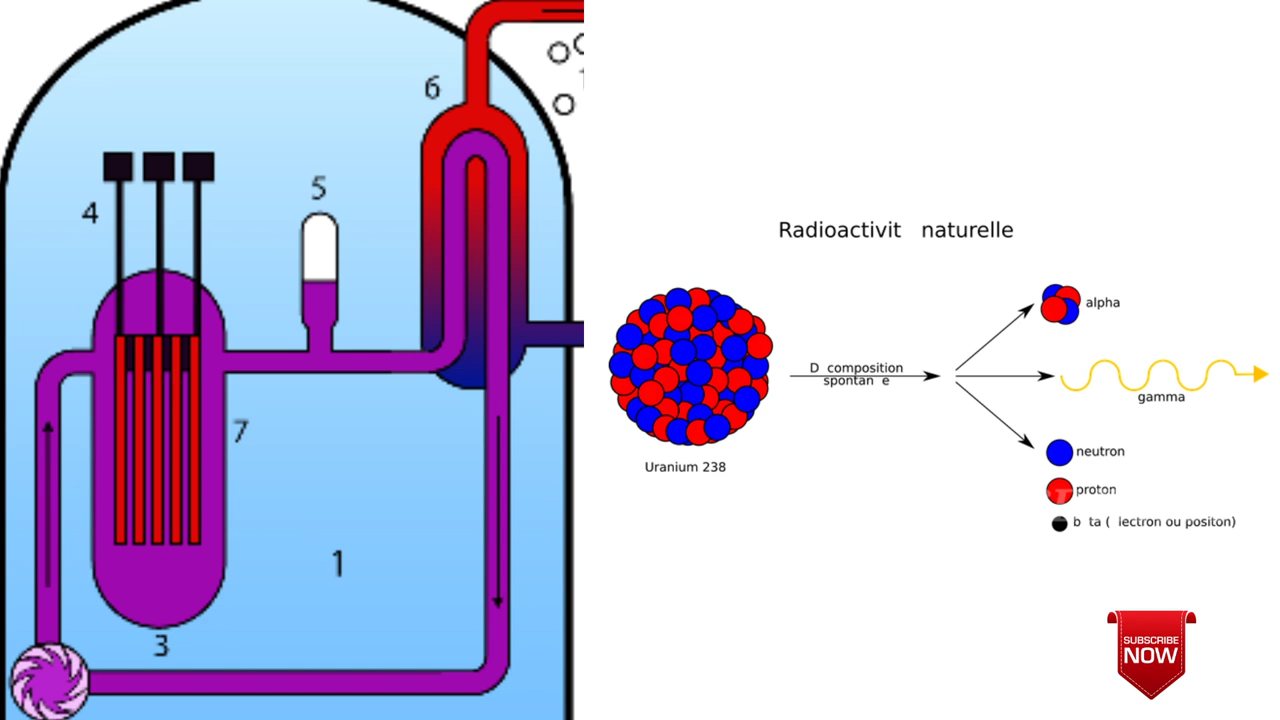 6
5
4
7
1
3
Radioactivit naturelle
alpha
D composition
spontan e
gamma
neutron
Uranium 238
proton
b ta ( lectron ou positon)
SUBSCRIBE
NOW